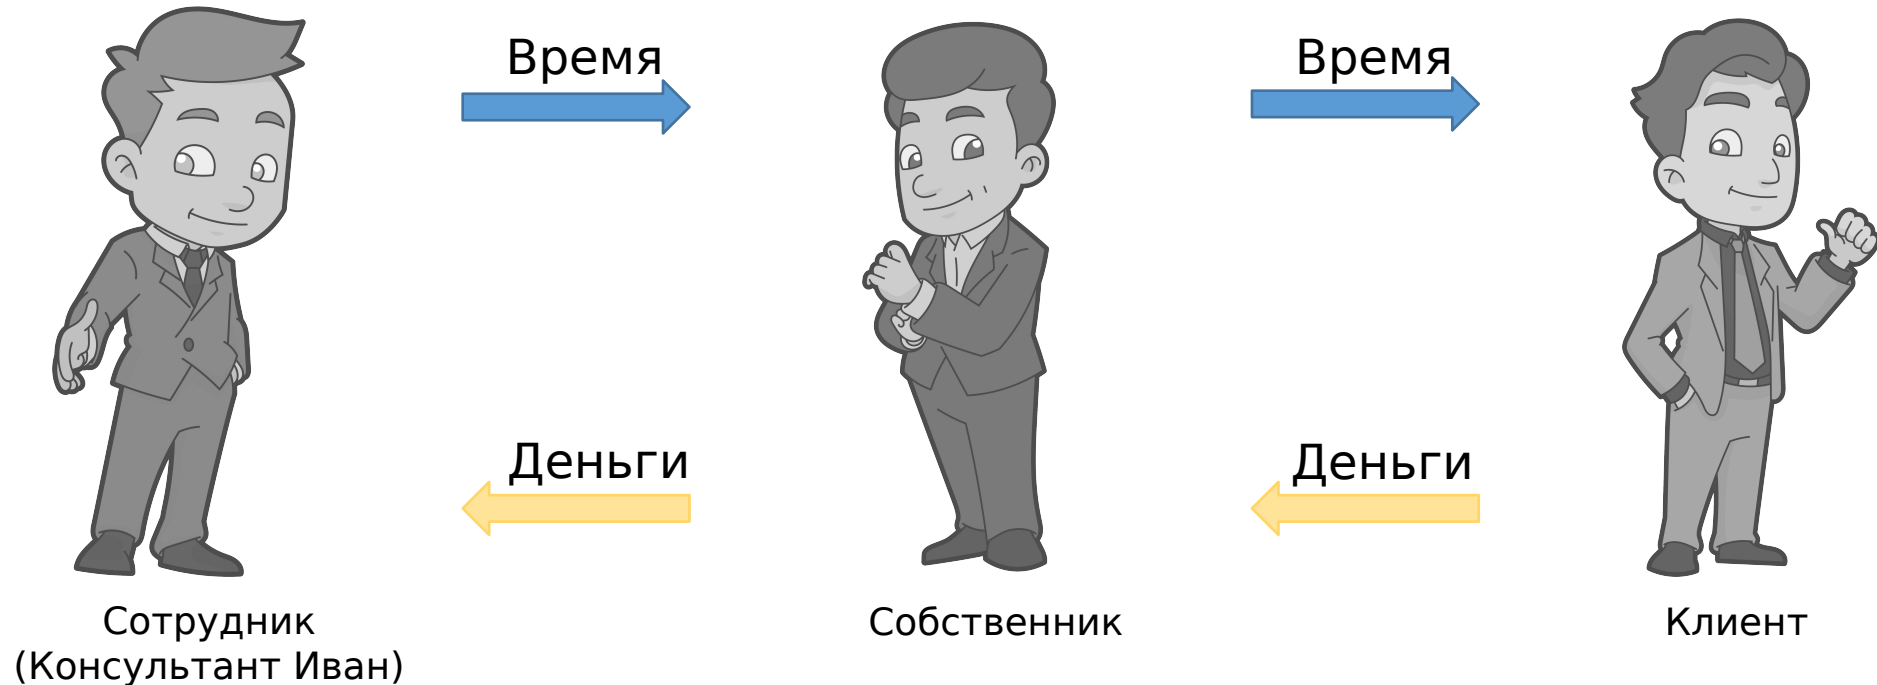 Время
Время
Деньги
Деньги
Сотрудник
(Консультант Иван)
Собственник
Клиент